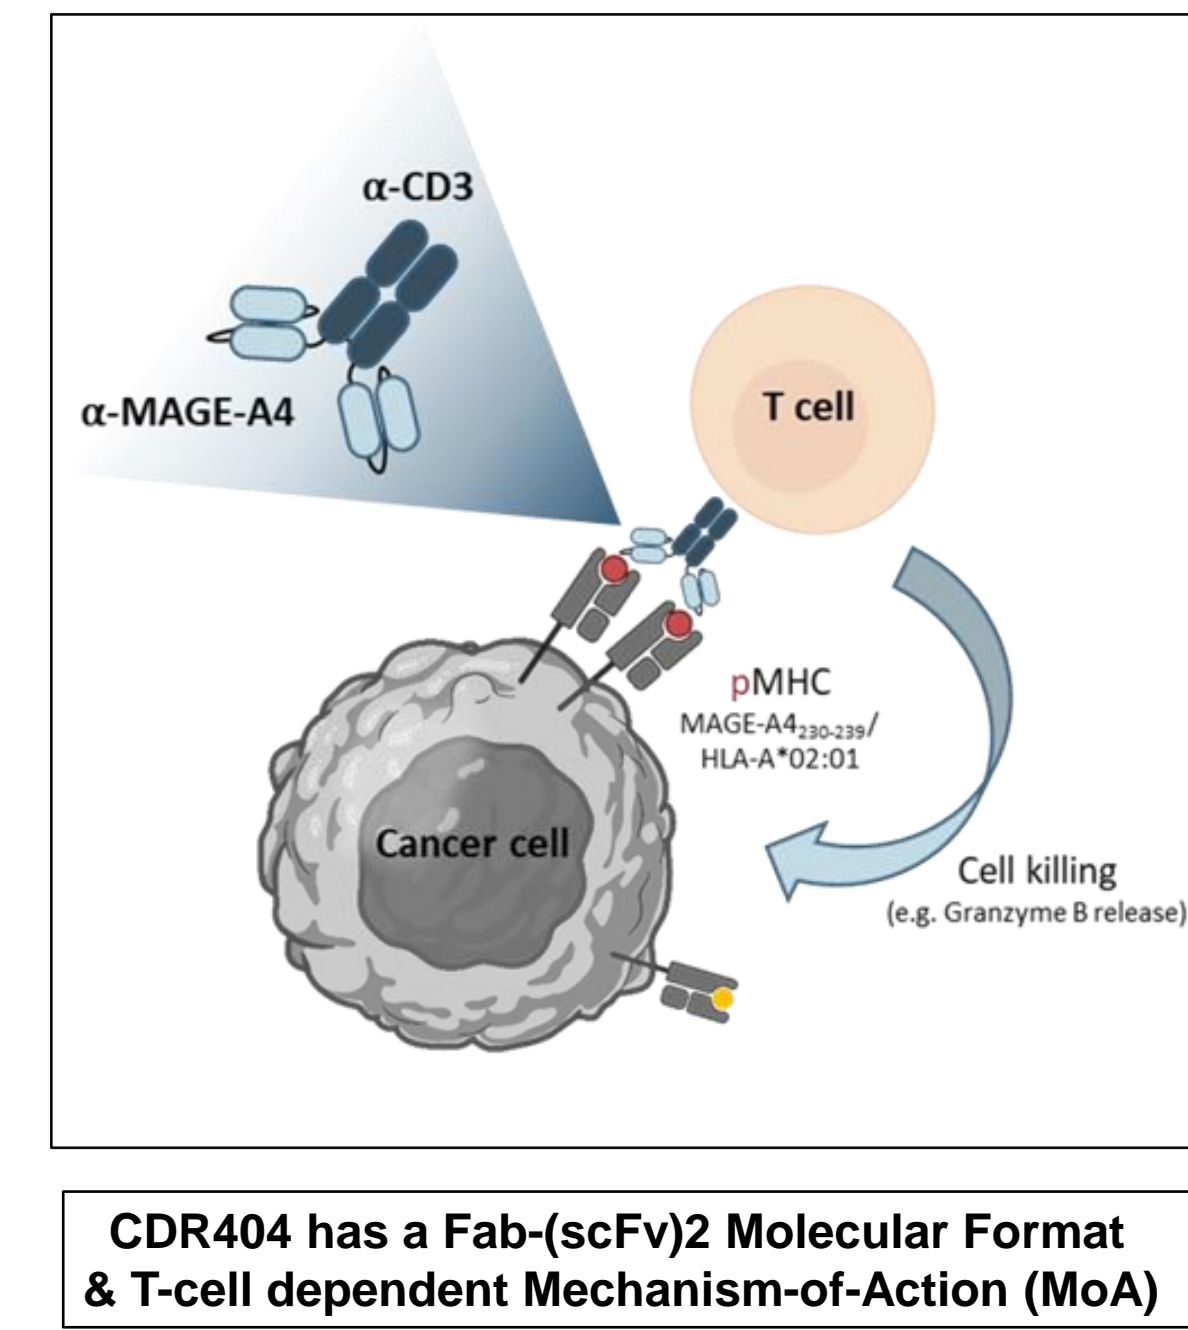 α-CD3
α-MAGE-A4
T cell
pMHC
MAGE-A4₂₃₀₋₂₃₉/
HLA-A*02:01
Cancer cell
Cell killing
(e.g. Granzyme B release)
CDR404 has a Fab-(scFv)2 Molecular Format
& T-cell dependent Mechanism-of-Action (MoA)